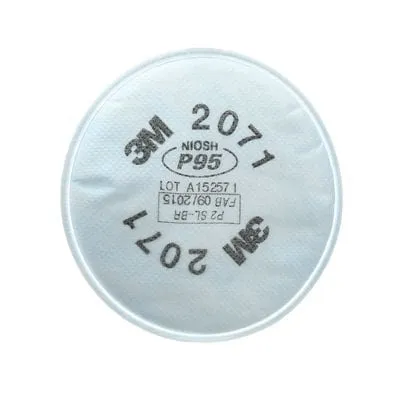 3M 2071
NIOSH
P95
LOT A152571
FAB 09/2015
P2 SL-BR
3M 2071